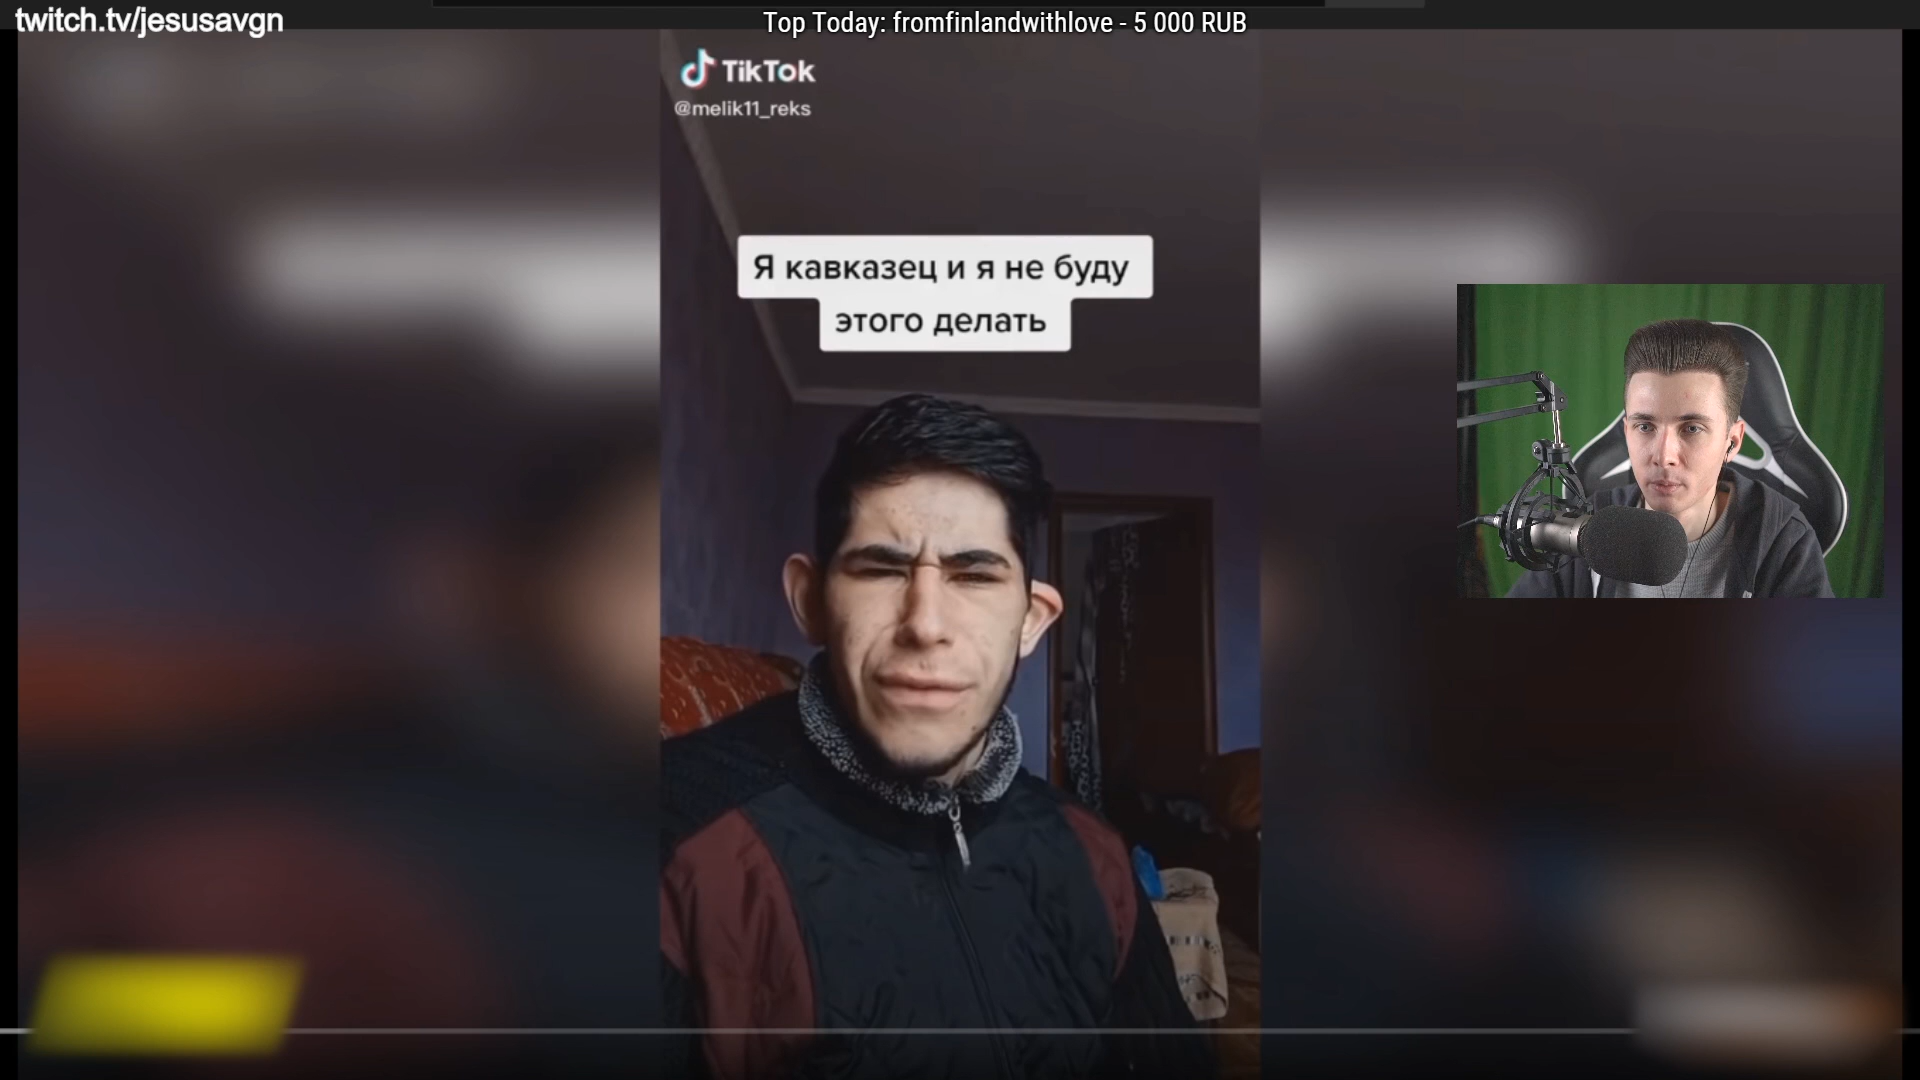 twitch.tv/jesusavgn
Top Today: fromfinlandwithlove - 5 000 RUB
TikTok
@melik11_reks
Я кавказец и я не буду
этого делать